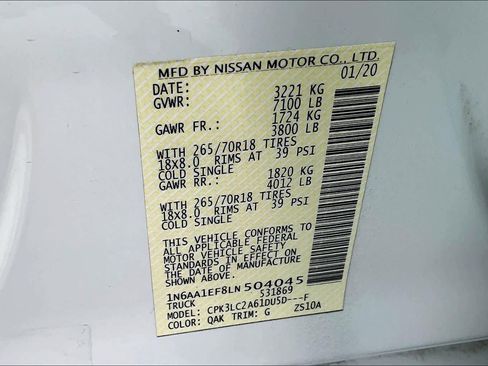 MFD BY NISSAN MOTOR CO., LTD.
DATE: 01/20
GVWR: 3221 KG
7100 LB
GAWR FR.: 1724 KG
3800 LB
WITH 265/70R18 TIRES
18X8.0 RIMS AT 39 PSI
COLD SINGLE
GAWR RR.: 1820 KG
4012 LB
WITH 265/70R18 TIRES
18X8.0 RIMS AT 39 PSI
COLD SINGLE
THIS VEHICLE CONFORMS TO
ALL APPLICABLE FEDERAL
MOTOR VEHICLE SAFETY
STANDARDS IN EFFECT ON
THE DATE OF MANUFACTURE
SHOWN ABOVE.
1N6AA1EF8LN504045
TRUCK 531869
MODEL: CPK3LC2A61DU5D---F
COLOR: QAK TRIM: G ZS10A